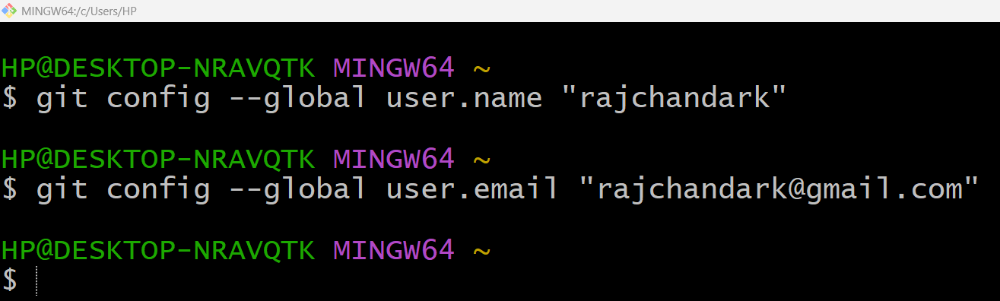 MINGW64:/c/Users/HP
HP@DESKTOP-NRAVQTK MINGW64 ~
$ git config --global user.name "rajchandark"
HP@DESKTOP-NRAVQTK MINGW64 ~
$ git config --global user.email "rajchandark@gmail.com"
HP@DESKTOP-NRAVQTK MINGW64 ~
$